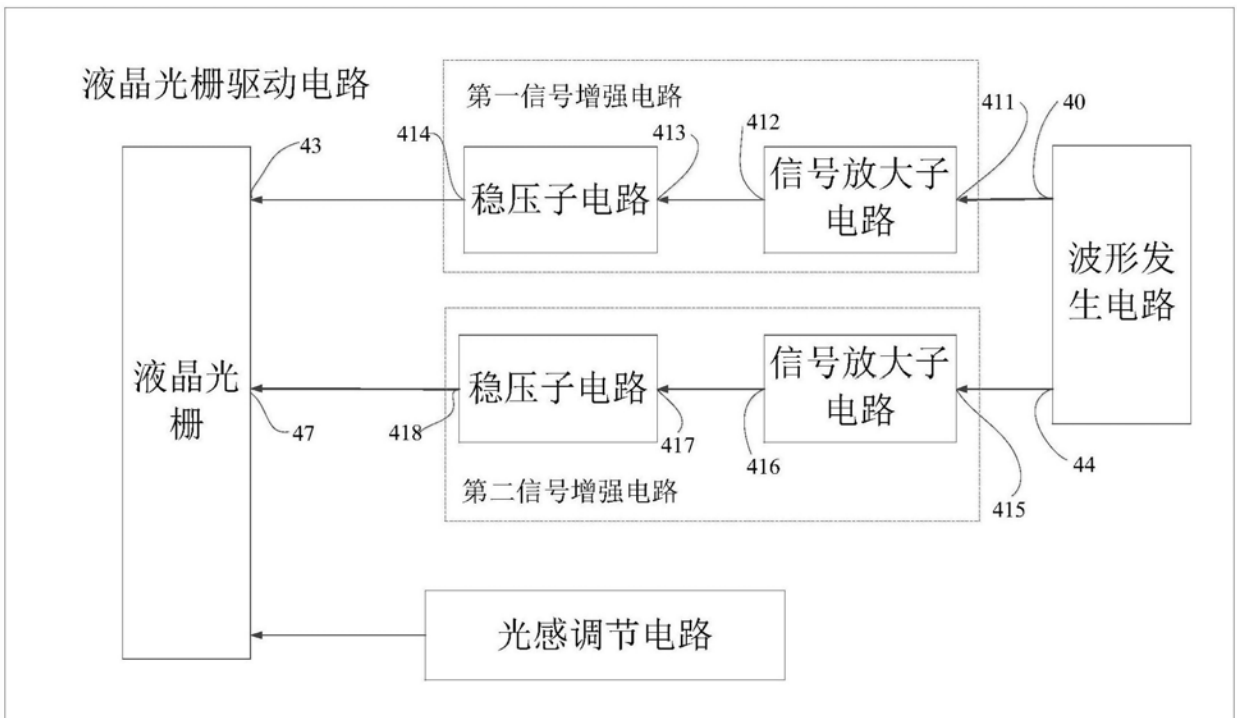 液晶光栅驱动电路
第一信号增强电路
414
43
413
412
411
40
稳压子电路
信号放大子
电路
波形发
生电路
液晶光
栅
稳压子电路
信号放大子
电路
47
418
417
416
415
44
第二信号增强电路
光感调节电路